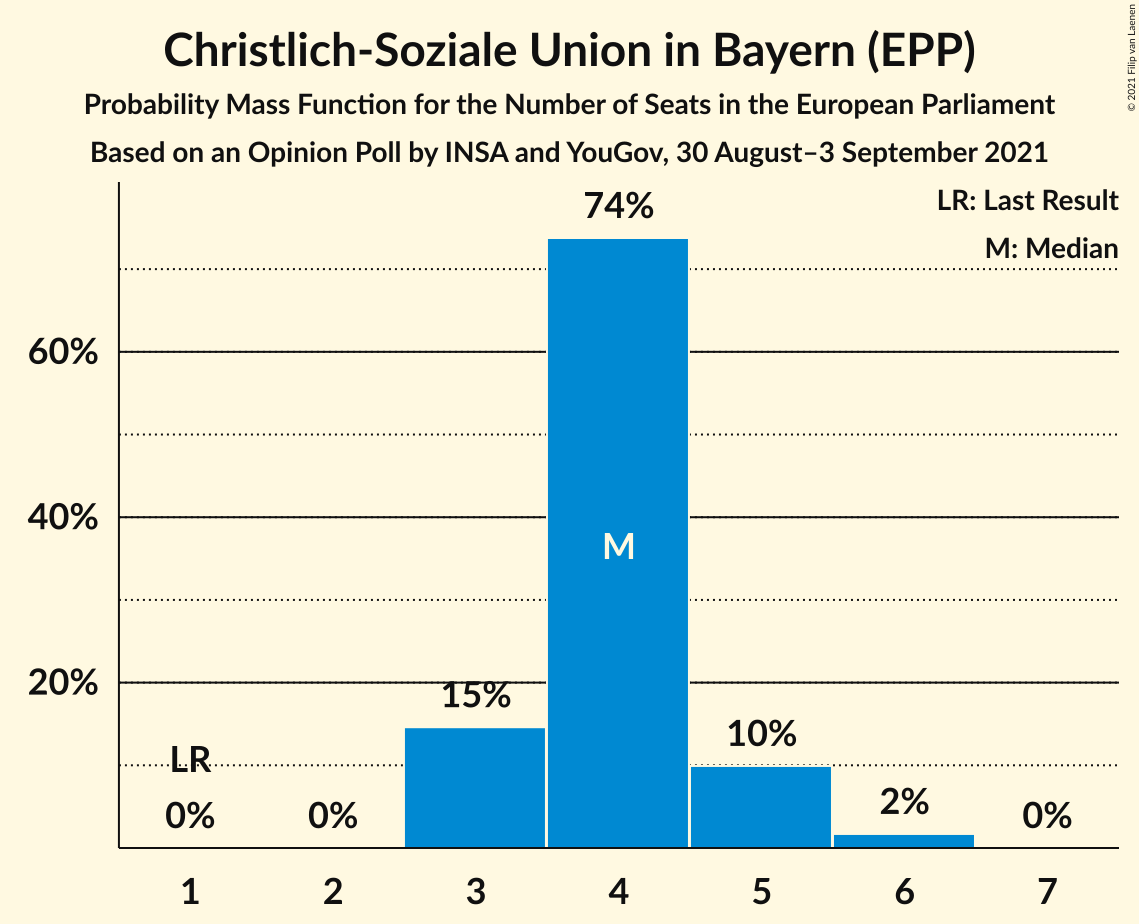 Christlich-Soziale Union in Bayern (EPP)
Probability Mass Function for the Number of Seats in the European Parliament
Based on an Opinion Poll by INSA and YouGov, 30 August–3 September 2021
© 2021 Filip van Laenen
LR: Last Result
M: Median
74%
60%
40%
M
20%
15%
10%
LR
0%
0%
2%
0%
1 2 3 4 5 6 7